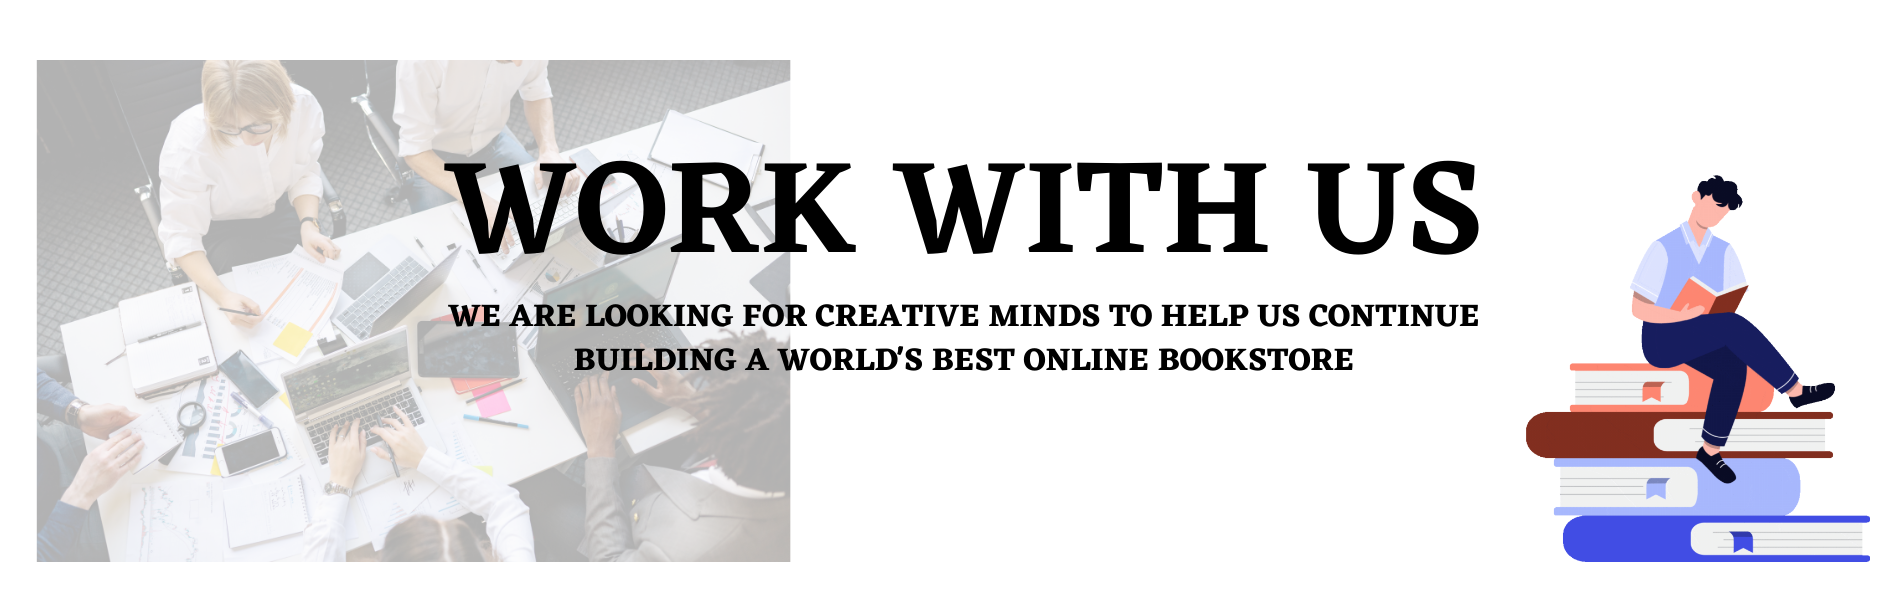 WORK WITH US
WE ARE LOOKING FOR CREATIVE MINDS TO HELP US CONTINUE
BUILDING A WORLD'S BEST ONLINE BOOKSTORE